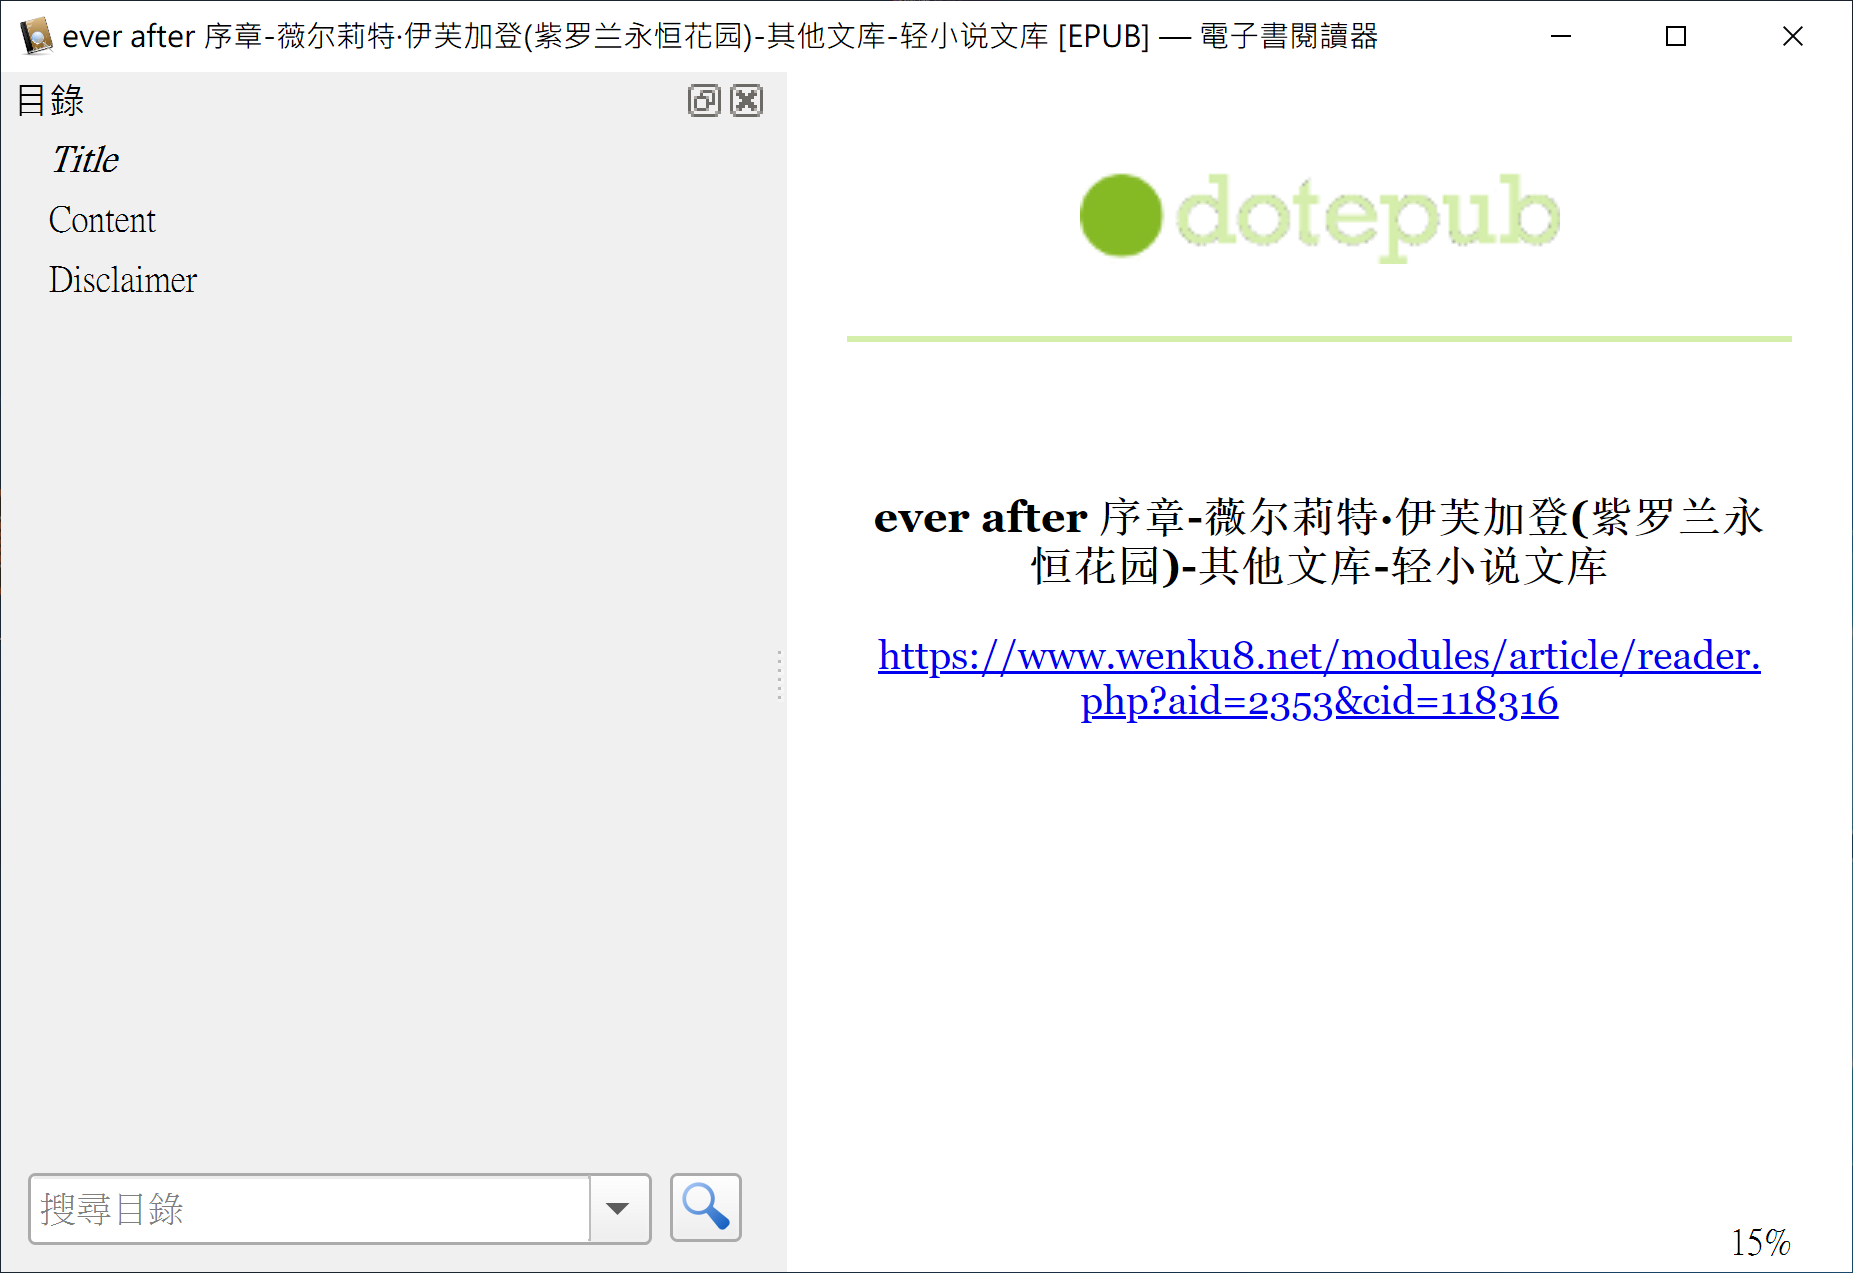 ever after 序章-薇尔莉特·伊芙加登(紫罗兰永恒花园)-其他文库-轻小说文库 [EPUB] — 電子書閱讀器
目錄
Title
Content
Disclaimer
搜尋目錄
dotepub
ever after 序章-薇尔莉特·伊芙加登(紫罗兰永
恒花园)-其他文库-轻小说文库
https://www.wenku8.net/modules/article/reader.
php?aid=2353&cid=118316
15%